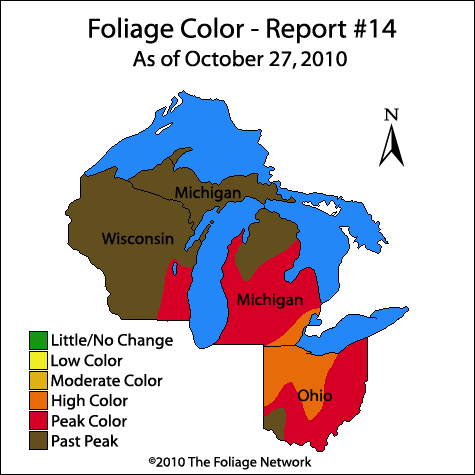 Foliage Color - Report #14
As of October 27, 2010
N
Michigan
Wisconsin
Michigan
Little/No Change
Low Color
Moderate Color
High Color
Peak Color
Past Peak
Ohio
©2010 The Foliage Network